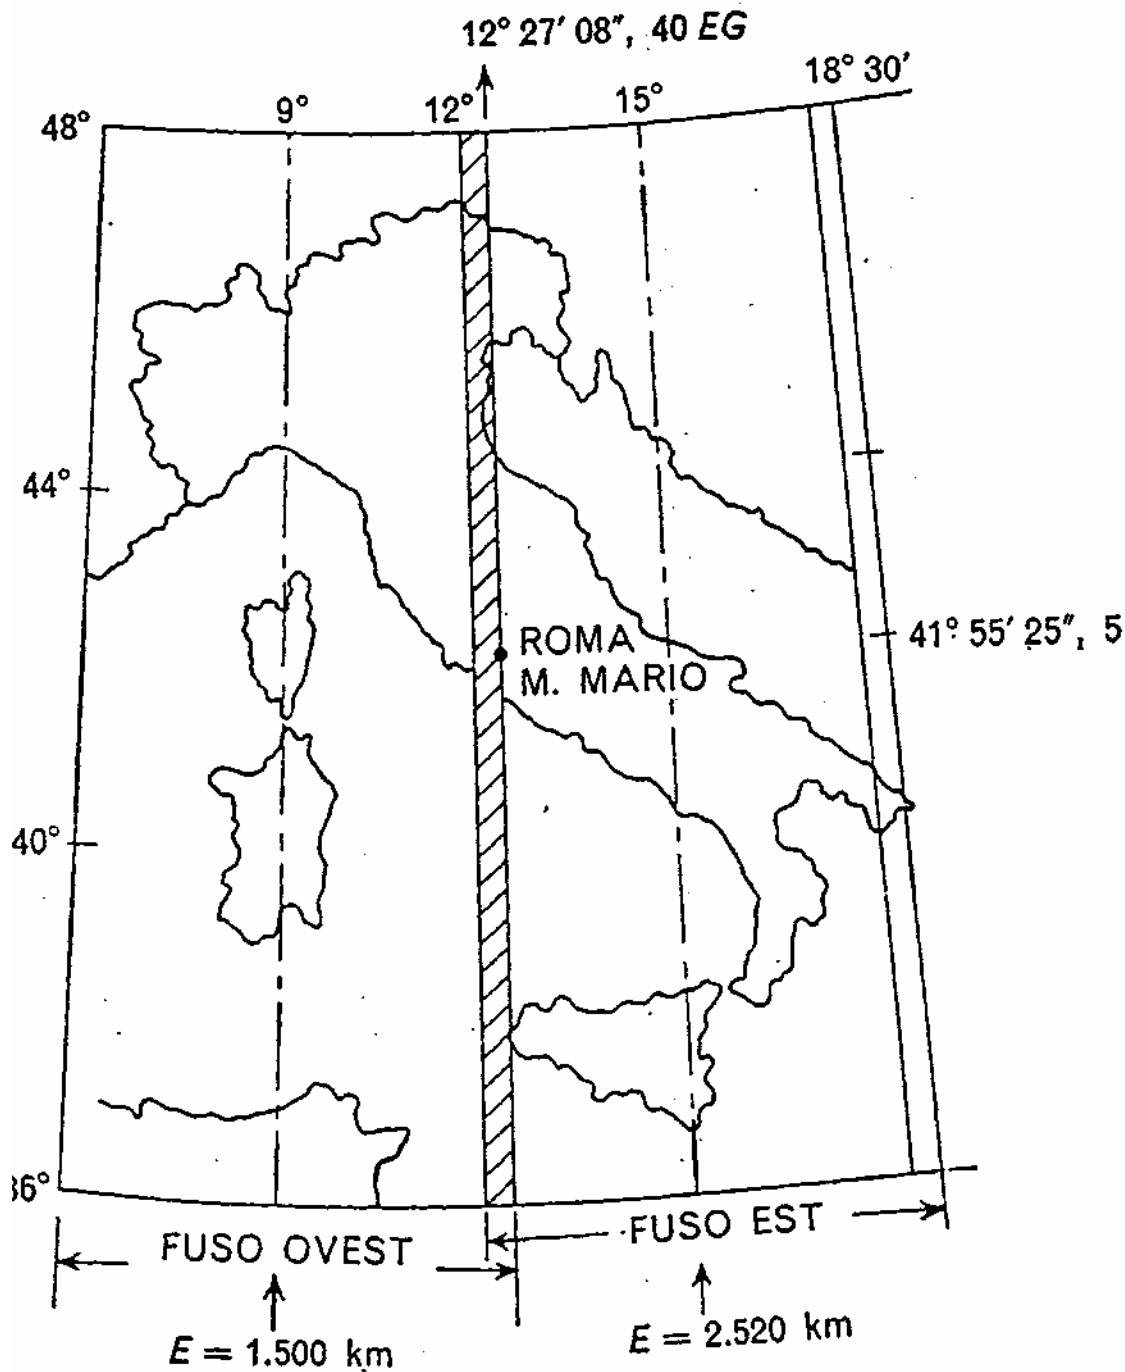 12° 27′ 08″, 40 EG
18° 30′
9°
12°
15°
48°
44°
41° 55′ 25″, 5
ROMA
M. MARIO
40°
36°
FUSO OVEST
FUSO EST
E = 1.500 km
E = 2.520 km